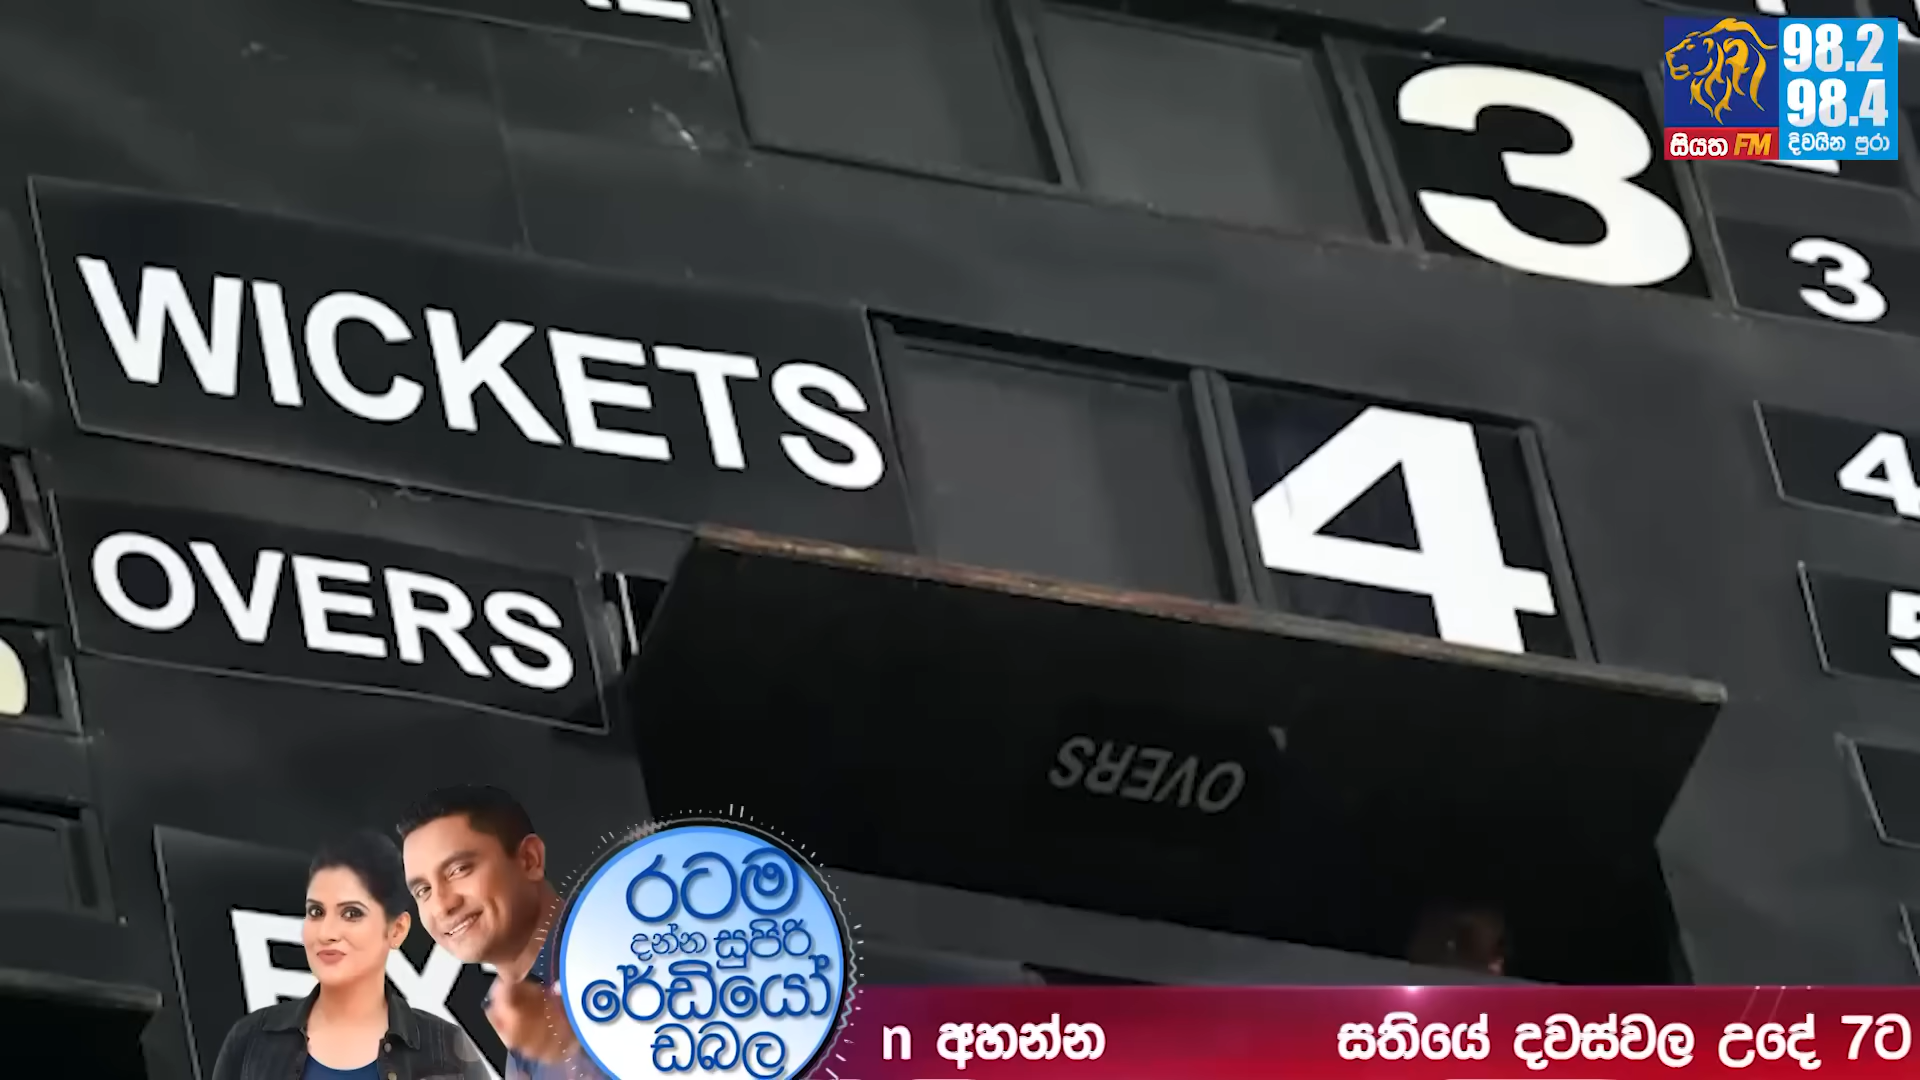 98.2
98.4
සියත FM
දිවයින පුරා
3
3
WICKETS
4
4
OVERS
5
OVERS
රටම
දන්න සුපිරි
රේඩියෝ
ඩබල
n අහන්න
සතියේ දවස්වල උදේ 7ට